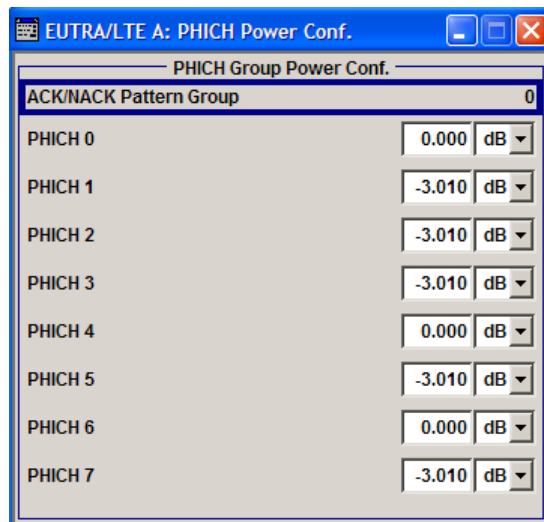 EUTRA/LTE A: PHICH Power Conf.
PHICH Group Power Conf.
ACK/NACK Pattern Group 0
PHICH 0 0.000 dB
PHICH 1 -3.010 dB
PHICH 2 -3.010 dB
PHICH 3 -3.010 dB
PHICH 4 0.000 dB
PHICH 5 -3.010 dB
PHICH 6 0.000 dB
PHICH 7 -3.010 dB